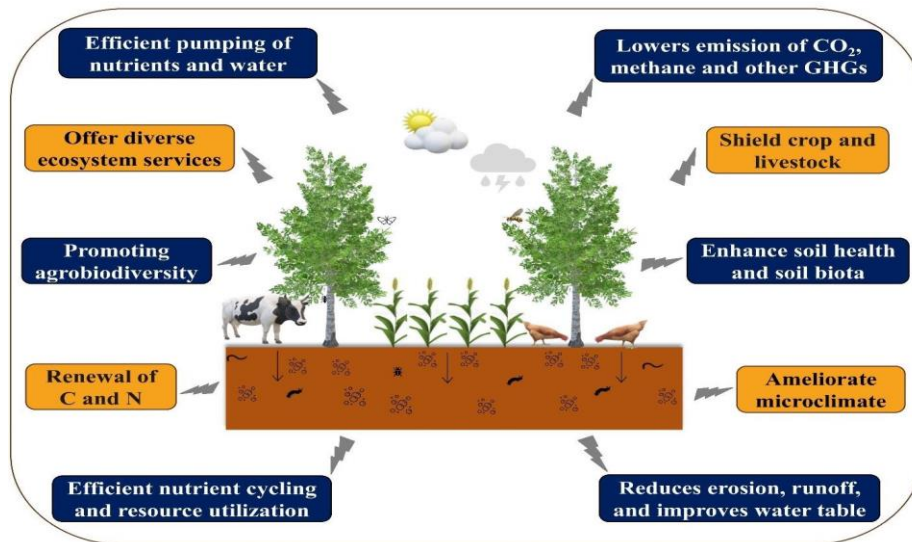 Efficient pumping of
nutrients and water
Lowers emission of CO₂,
methane and other GHGs
Offer diverse
ecosystem services
Shield crop and
livestock
Promoting
agrobiodiversity
Enhance soil health
and soil biota
Renewal of
C and N
Ameliorate
microclimate
Efficient nutrient cycling
and resource utilization
Reduces erosion, runoff,
and improves water table